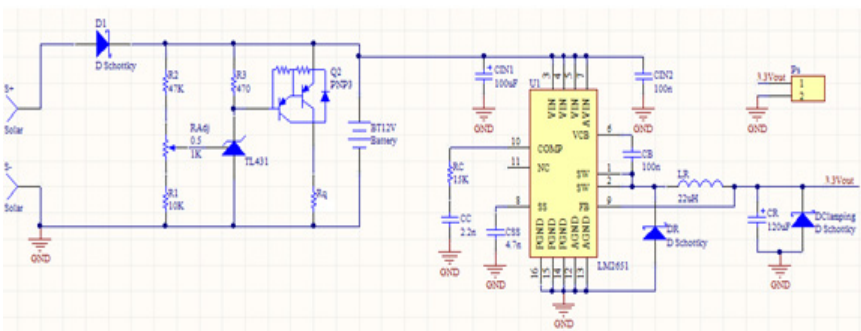 D1
D Schottky
S+
Solar
S-
Solar
R2
47K
RAdj
0.5
1K
R1
10K
R3
470
TL431
Q2
PNP3
Rq
BT12V
Battery
GND
CIN1
100uF
GND
CIN2
100n
GND
U1
3
4
5
7
VIN
VIN
VIN
AVIN
10
COMP
11
NC
8
SS
VCB
6
SW
1
SW
2
FB
9
PGND
PGND
PGND
AGND
AGND
16
15
14
12
13
LM2651
GND
RC
15K
CC
2.2n
GND
CSS
4.7n
GND
CB
100n
LR
22uH
DR
D Schottky
CR
120uF
DClamping
D Schottky
GND
3.3Vout
3.3Vout
1
2
GND